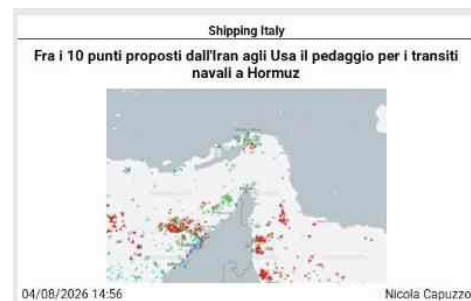 Shipping Italy
Fra i 10 punti proposti dall'Iran agli Usa il pedaggio per i transiti
navali a Hormuz
04/08/2026 14:56
Nicola Capuzzo